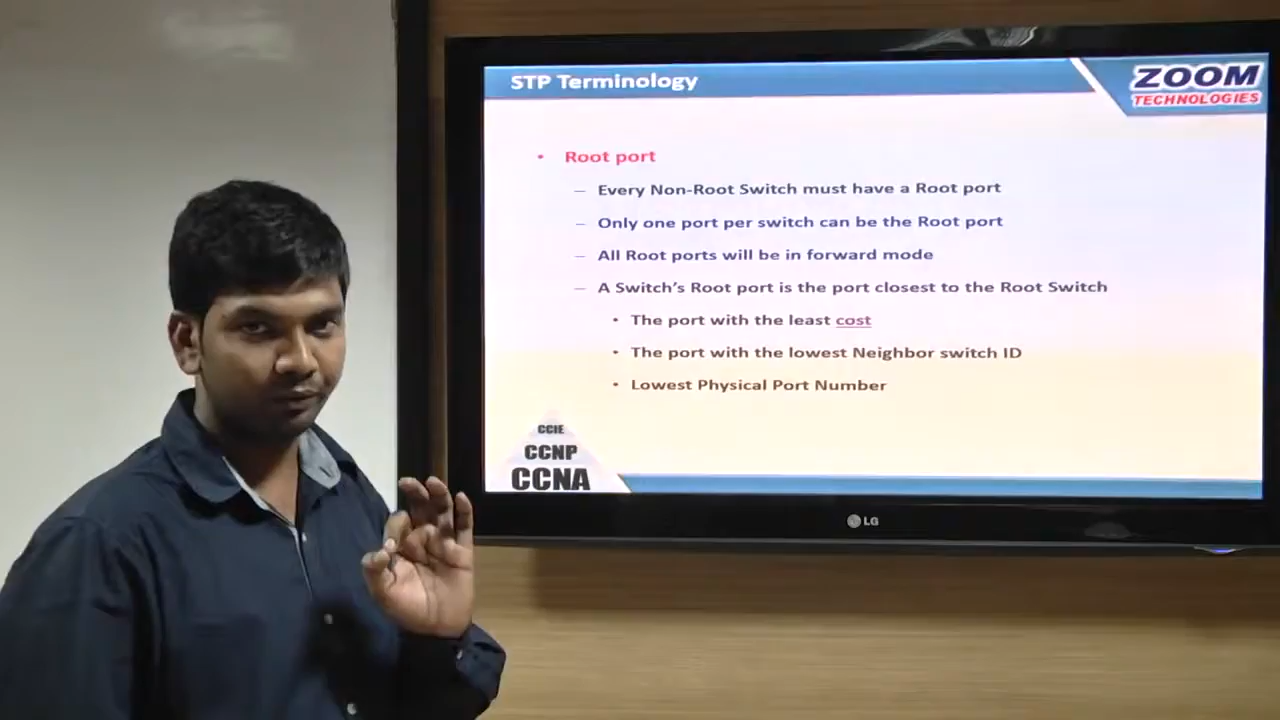 STP Terminology
ZOOM
TECHNOLOGIES
• Root port
– Every Non-Root Switch must have a Root port
– Only one port per switch can be the Root port
– All Root ports will be in forward mode
– A Switch's Root port is the port closest to the Root Switch
• The port with the least cost
• The port with the lowest Neighbor switch ID
• Lowest Physical Port Number
CCIE
CCNP
CCNA
LG